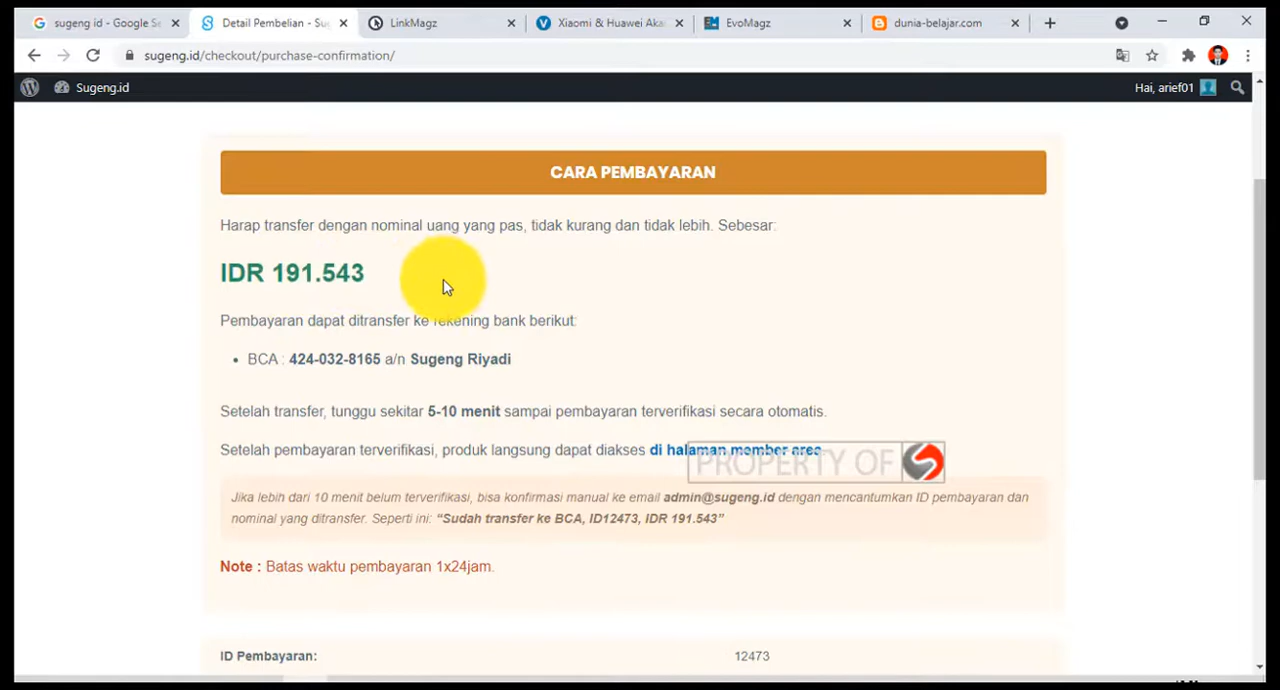 sugeng id - Google Se
Detail Pembelian - Sug
LinkMagz
Xiaomi & Huawei Aka
EvoMagz
dunia-belajar.com
sugeng.id/checkout/purchase-confirmation/
Sugeng.id
Hai, arief01
CARA PEMBAYARAN
Harap transfer dengan nominal uang yang pas, tidak kurang dan tidak lebih. Sebesar:
IDR 191.543
Pembayaran dapat ditransfer ke rekening bank berikut:
• BCA : 424-032-8165 a/n Sugeng Riyadi
Setelah transfer, tunggu sekitar 5-10 menit sampai pembayaran terverifikasi secara otomatis.
Setelah pembayaran terverifikasi, produk langsung dapat diakses di halaman member area
PROPERTY OF
Jika lebih dari 10 menit belum terverifikasi, bisa konfirmasi manual ke email admin@sugeng.id dengan mencantumkan ID pembayaran dan
nominal yang ditransfer. Seperti ini: “Sudah transfer ke BCA, ID12473, IDR 191.543”
Note : Batas waktu pembayaran 1x24jam.
ID Pembayaran: 12473